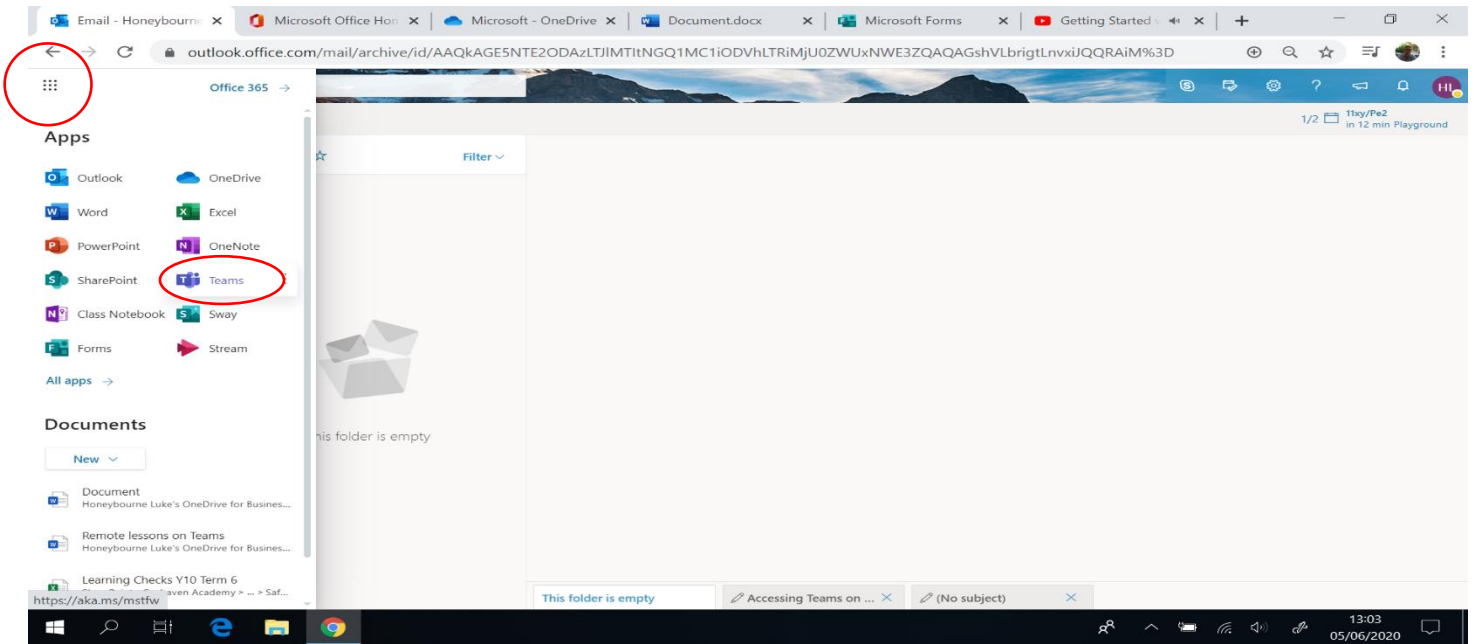 Email - Honeybourne
Microsoft Office Hon
Microsoft - OneDrive
Document.docx
Microsoft Forms
Getting Started
outlook.office.com/mail/archive/id/AAQkAGE5NTE2ODAzLTJlMTItNGQ1MC1iODVhLTRiMjU0ZWUxNWE3ZQAQAGshVLbrigtLnvxiJQQRAiM%3D
Office 365 →
HL
1/2
11xy/Pe2
in 12 min Playground
Apps
Filter
Outlook
OneDrive
Word
Excel
PowerPoint
OneNote
SharePoint
Teams
Class Notebook
Sway
Forms
Stream
All apps →
Documents
his folder is empty
New
Document
Honeybourne Luke's OneDrive for Busines...
Remote lessons on Teams
Honeybourne Luke's OneDrive for Busines...
Learning Checks Y10 Term 6
aven Academy > ... > Saf...
https://aka.ms/mstfw
This folder is empty
Accessing Teams on ...
(No subject)
13:03
05/06/2020